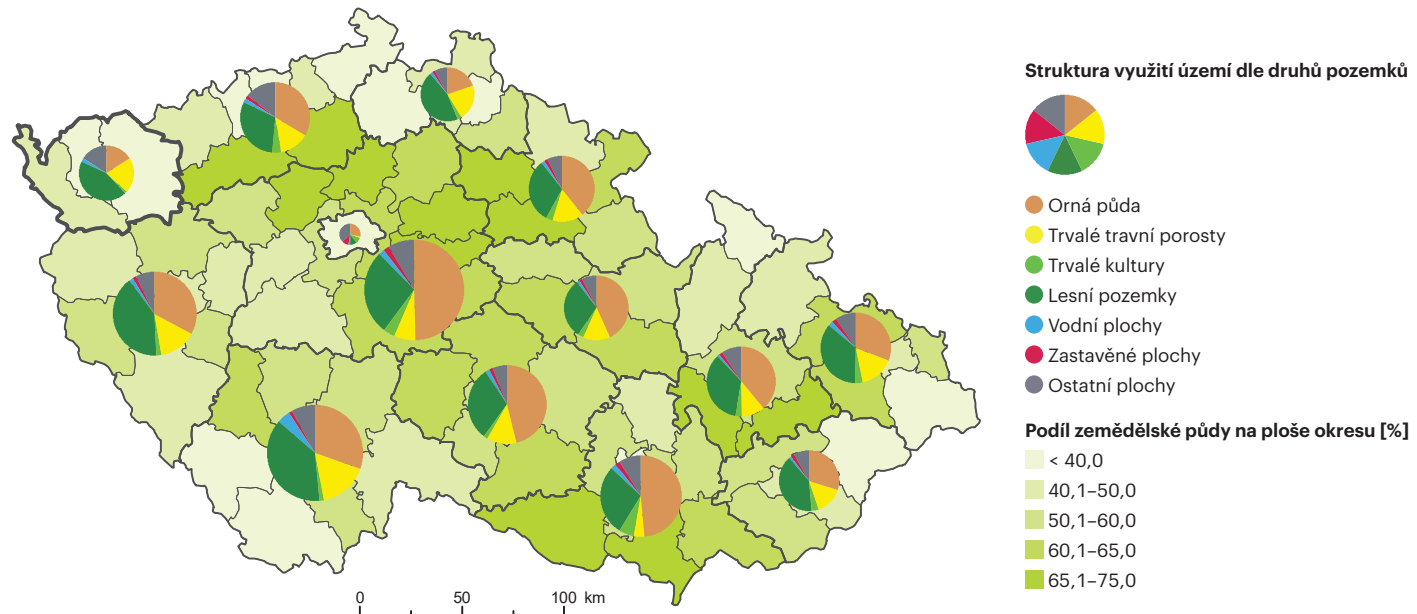 Struktura využití území dle druhů pozemků
Orná půda
Trvalé travní porosty
Trvalé kultury
Lesní pozemky
Vodní plochy
Zastavěné plochy
Ostatní plochy
Podíl zemědělské půdy na ploše okresu [%]
< 40,0
40,1–50,0
50,1–60,0
60,1–65,0
65,1–75,0
0 50 100 km